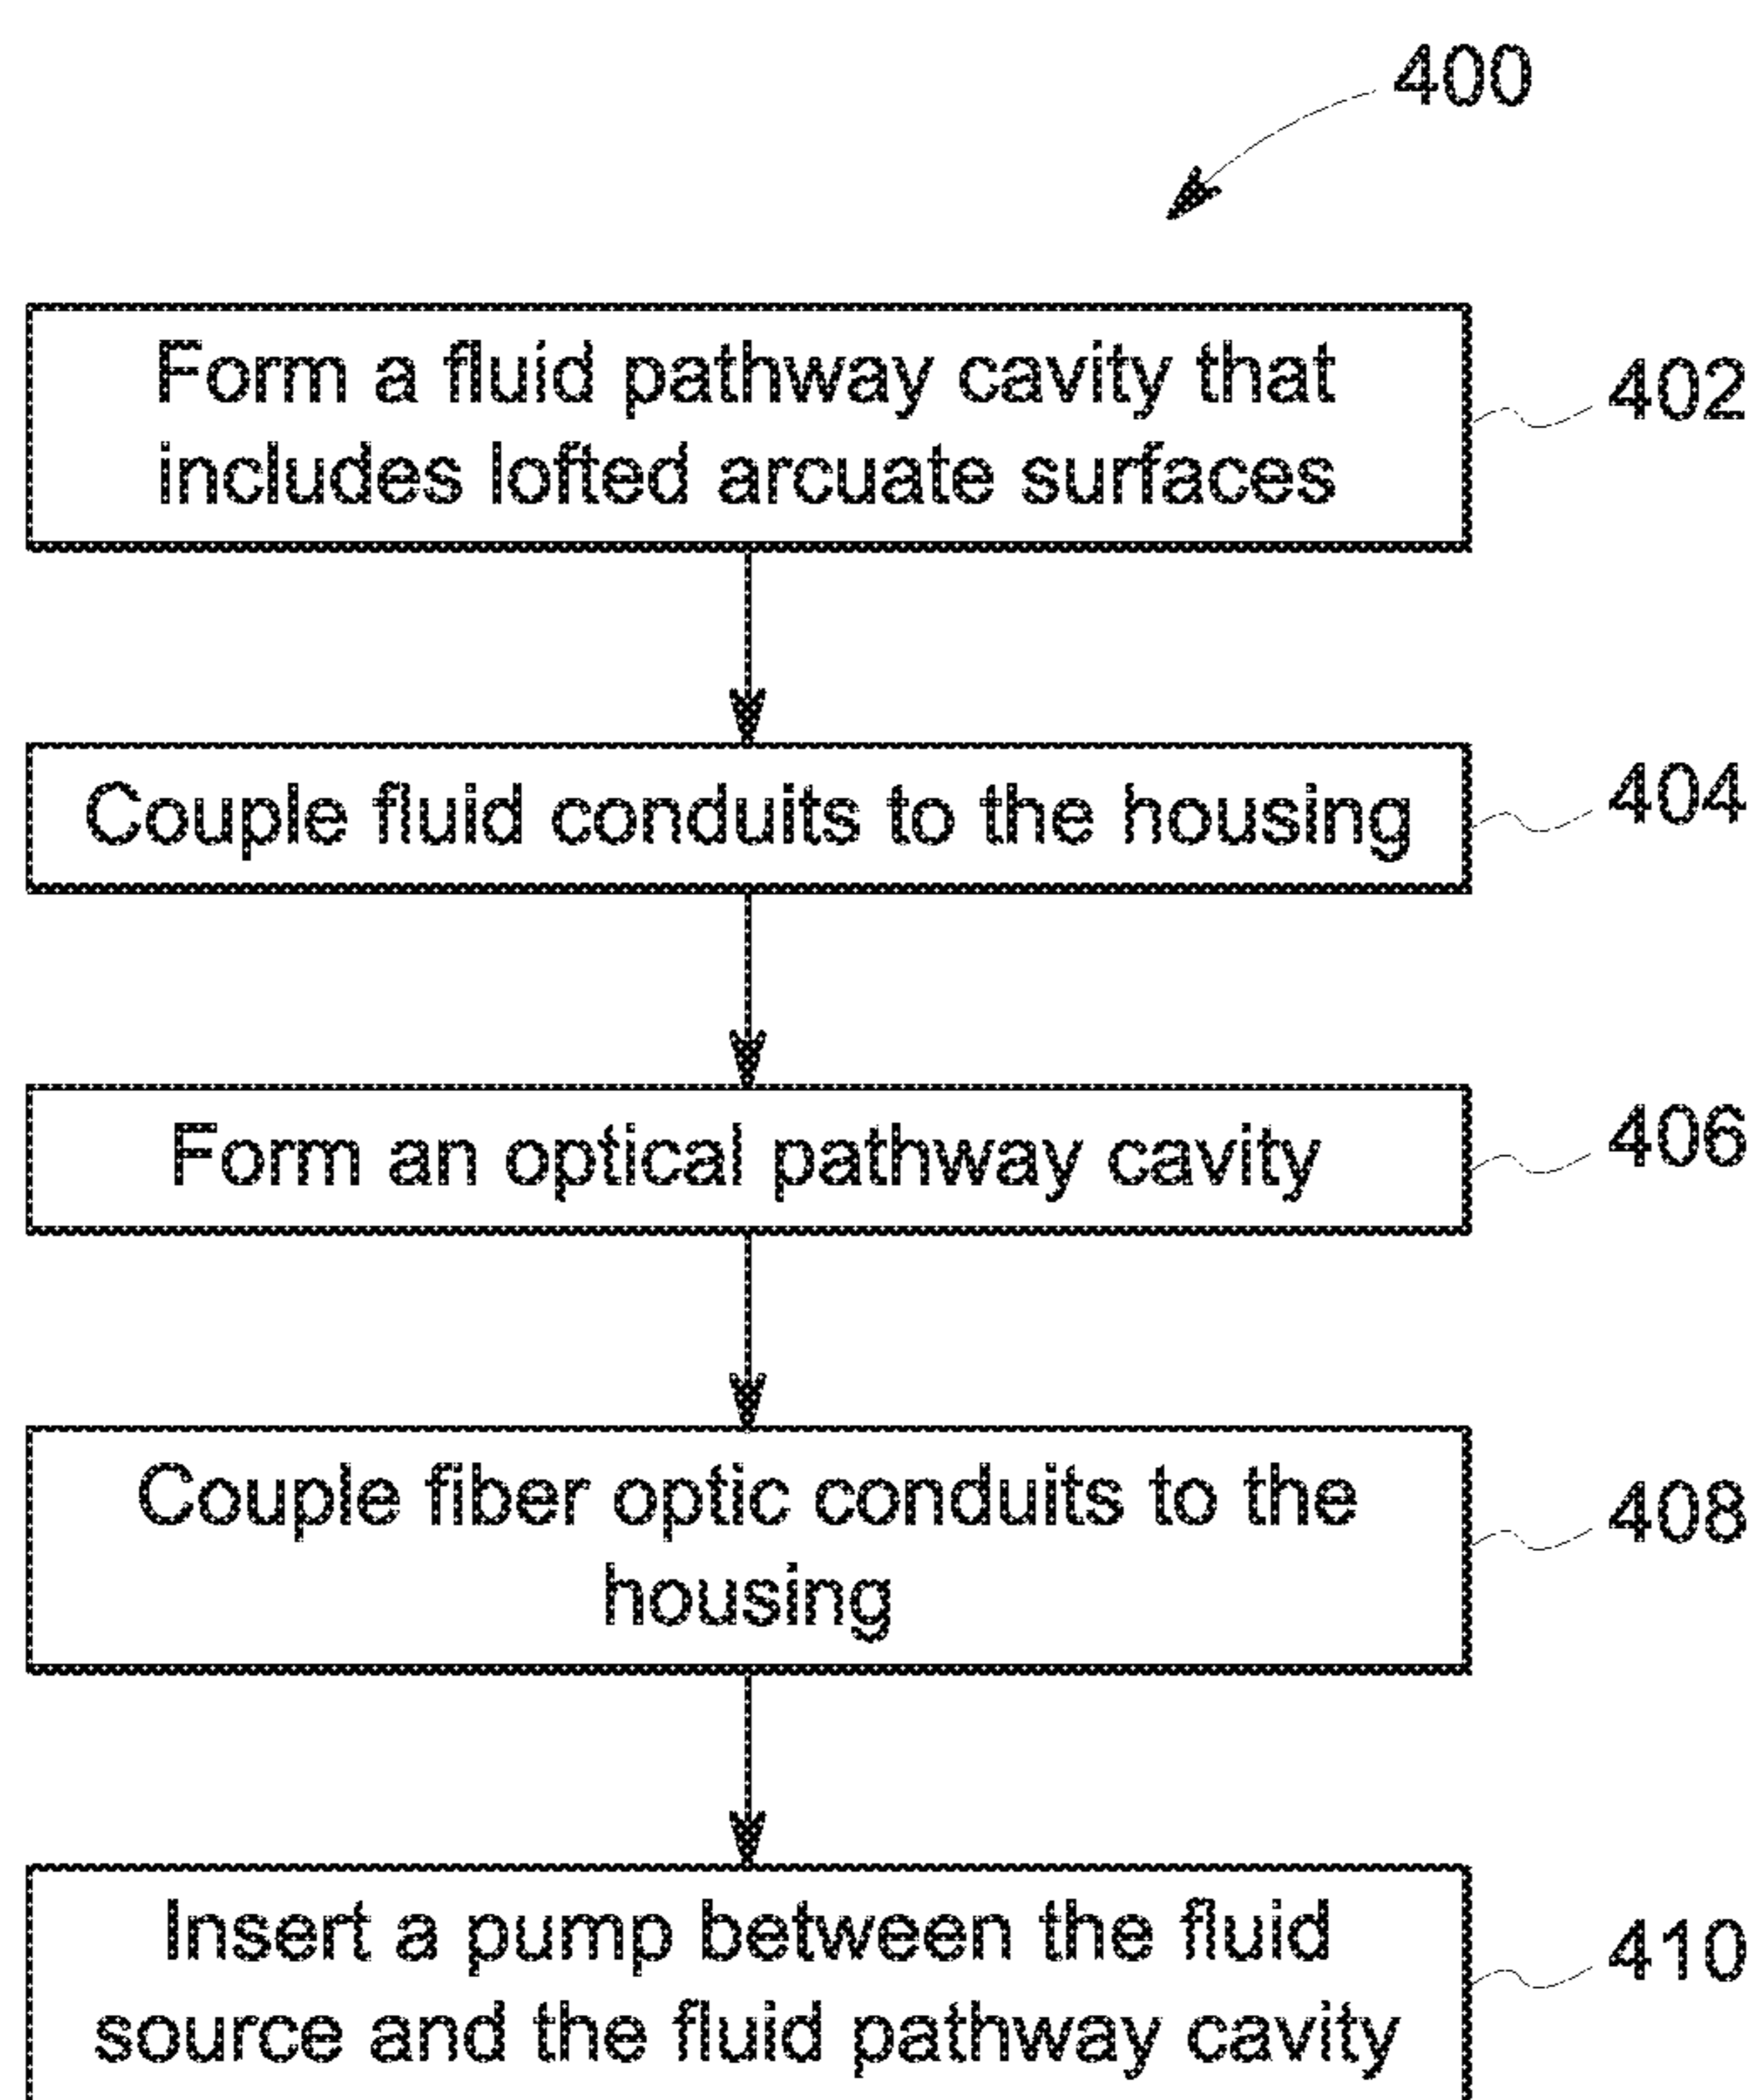 400
Form a fluid pathway cavity that
includes lofted arcuate surfaces
402
Couple fluid conduits to the housing
404
Form an optical pathway cavity
406
Couple fiber optic conduits to the
housing
408
Insert a pump between the fluid
source and the fluid pathway cavity
410